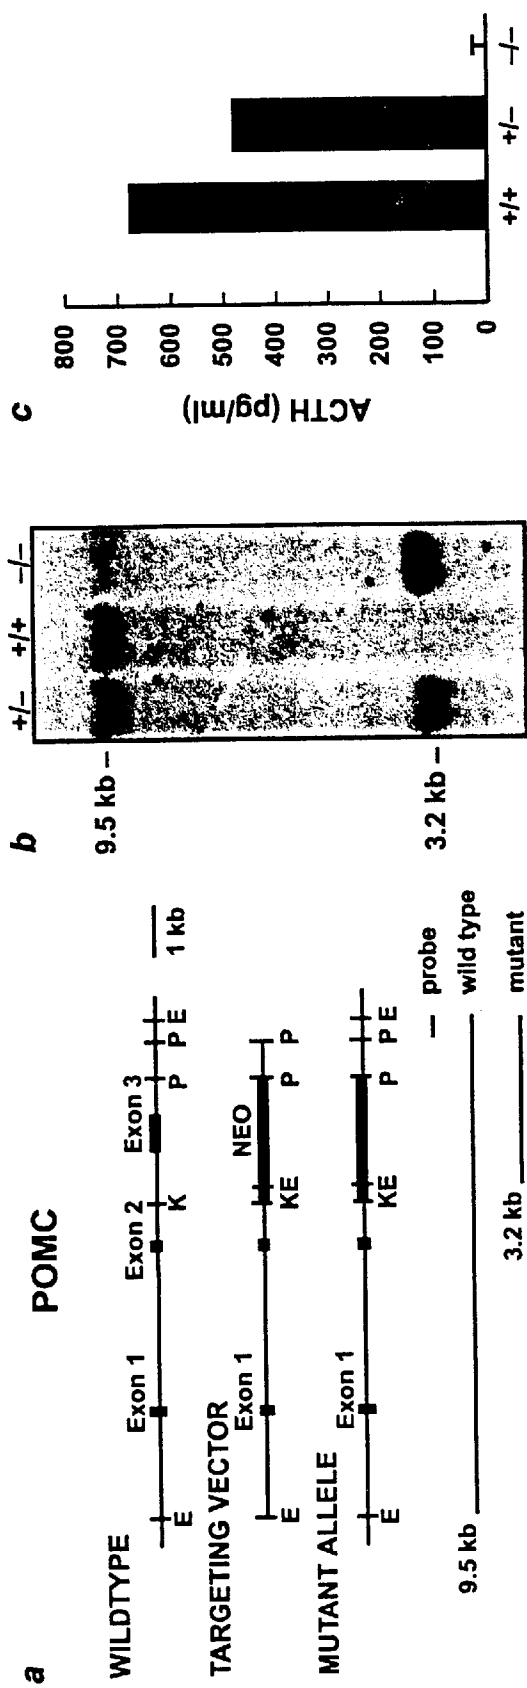 a
POMC
WILDTYPE
Exon 1 Exon 2 Exon 3
E K P P E
1 kb
TARGETING VECTOR
Exon 1 NEO
E KE P P
MUTANT ALLELE
Exon 1
E KE P P E
probe
9.5 kb wild type
3.2 kb mutant
b
+/– +/+ –/–
9.5 kb
3.2 kb
c
ACTH (pg/ml)
800
700
600
500
400
300
200
100
0
+/+ +/– –/–